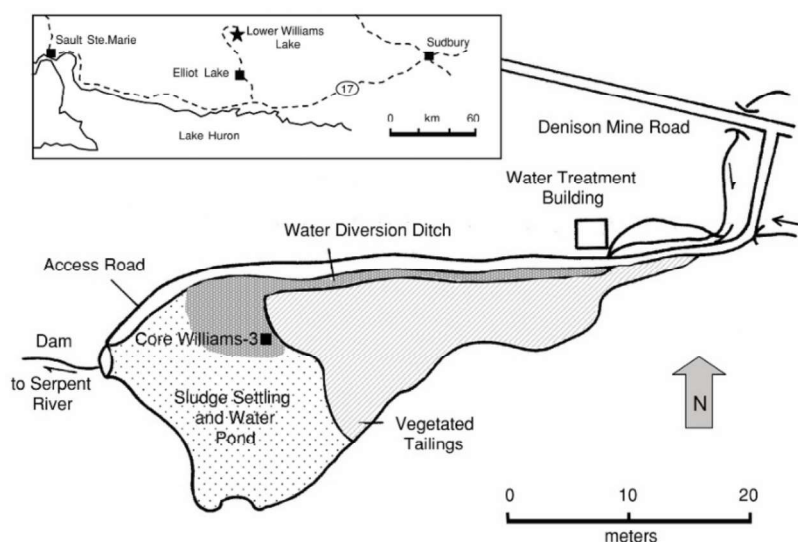 Sault Ste.Marie
Lower Williams
Lake
Sudbury
Elliot Lake
17
km
0
60
Lake Huron
Denison Mine Road
Water Treatment
Building
Water Diversion Ditch
Access Road
Dam
to Serpent
River
Core Williams-3
Sludge Settling
and Water
Pond
Vegetated
Tailings
N
0
10
20
meters